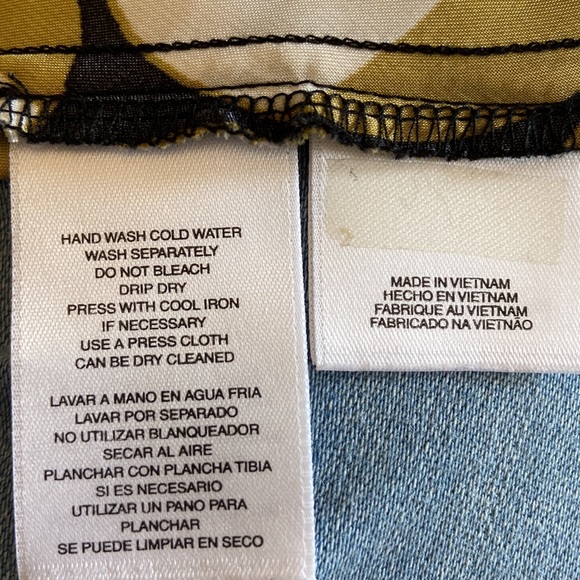 HAND WASH COLD WATER
WASH SEPARATELY
DO NOT BLEACH
DRIP DRY
PRESS WITH COOL IRON
IF NECESSARY
USE A PRESS CLOTH
CAN BE DRY CLEANED
LAVAR A MANO EN AGUA FRIA
LAVAR POR SEPARADO
NO UTILIZAR BLANQUEADOR
SECAR AL AIRE
PLANCHAR CON PLANCHA TIBIA
SI ES NECESARIO
UTILIZAR UN PANO PARA
PLANCHAR
SE PUEDE LIMPIAR EN SECO
MADE IN VIETNAM
HECHO EN VIETNAM
FABRIQUE AU VIETNAM
FABRICADO NA VIETNÃO